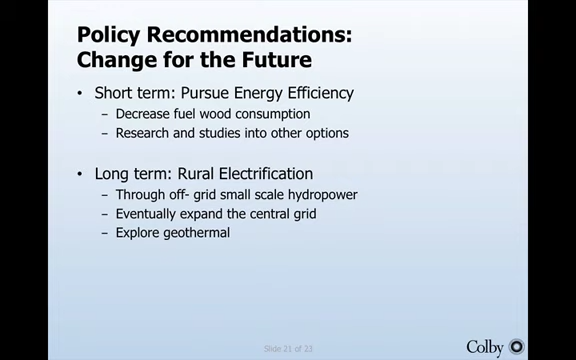 Policy Recommendations:
Change for the Future
• Short term: Pursue Energy Efficiency
– Decrease fuel wood consumption
– Research and studies into other options
• Long term: Rural Electrification
– Through off- grid small scale hydropower
– Eventually expand the central grid
– Explore geothermal
Slide 21 of 23
Colby